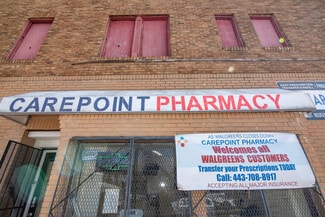 CAREPOINT PHARMACY
AS WALGREENS CLOSES DOWN
CAREPOINT PHARMACY
Welcomes all
WALGREENS CUSTOMERS
Transfer your Prescriptions TODAY!
Call: 443-708-8917
ACCEPTING ALL MAJOR INSURANCE